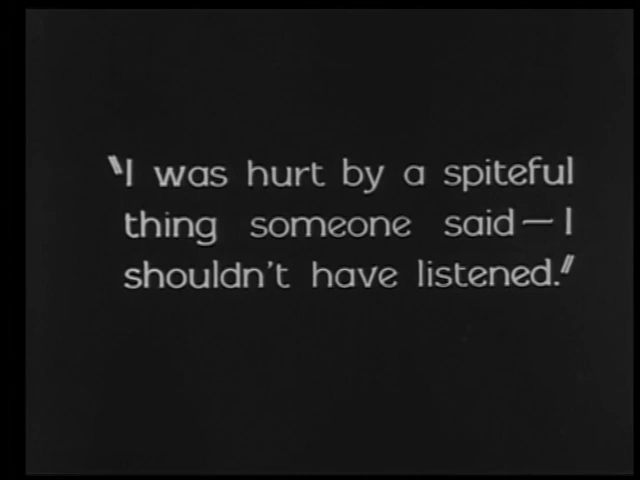 "I was hurt by a spiteful
thing someone said—I
shouldn't have listened."